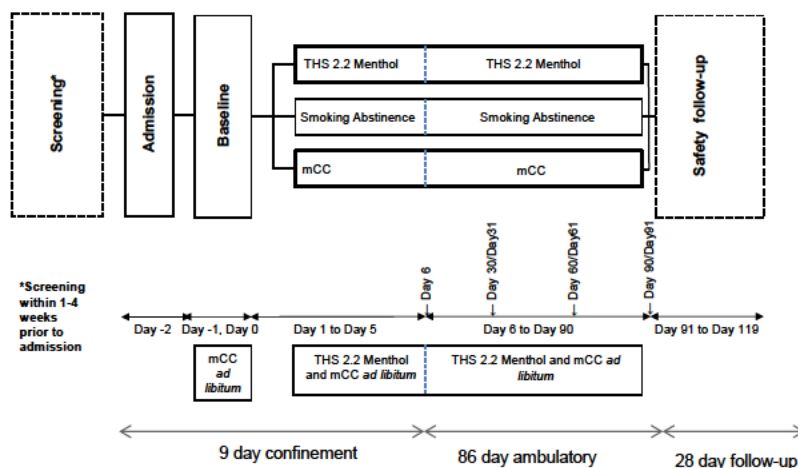 Screening*
Admission
Baseline
THS 2.2 Menthol
THS 2.2 Menthol
Smoking Abstinence
Smoking Abstinence
mCC
mCC
Safety follow-up
Day 6
Day 30/Day31
Day 60/Day61
Day 90/Day91
*Screening
within 1-4
weeks
prior to
admission
Day -2
Day -1, Day 0
Day 1 to Day 5
Day 6 to Day 90
Day 91 to Day 119
mCC
ad
libitum
THS 2.2 Menthol
and mCC ad libitum
THS 2.2 Menthol and mCC ad
libitum
9 day confinement
86 day ambulatory
28 day follow-up